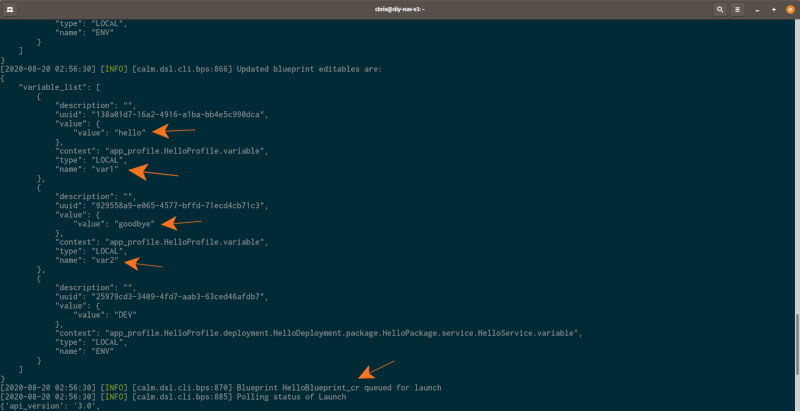 chris@diy-nas-v3: ~
"type": "LOCAL",
"name": "ENV"
}
]
}
[2020-08-20 02:56:30] [INFO] [calm.dsl.cli.bps:866] Updated blueprint editables are:
{
"variable_list": [
{
"description": "",
"uuid": "138a01d7-16a2-4916-a1ba-bb4e5c990dca",
"value": {
"value": "hello"
},
"context": "app_profile.HelloProfile.variable",
"type": "LOCAL",
"name": "var1"
},
{
"description": "",
"uuid": "929558a9-e065-4577-bffd-71ecd4cb71c3",
"value": {
"value": "goodbye"
},
"context": "app_profile.HelloProfile.variable",
"type": "LOCAL",
"name": "var2"
},
{
"description": "",
"uuid": "25979cd3-3409-4fd7-aab3-63ced46afdb7",
"value": {
"value": "DEV"
},
"context": "app_profile.HelloProfile.deployment.HelloDeployment.package.HelloPackage.service.HelloService.variable",
"type": "LOCAL",
"name": "ENV"
}
]
}
[2020-08-20 02:56:30] [INFO] [calm.dsl.cli.bps:870] Blueprint HelloBlueprint_cr queued for launch
[2020-08-20 02:56:30] [INFO] [calm.dsl.cli.bps:885] Polling status of Launch
{'api_version': '3.0',